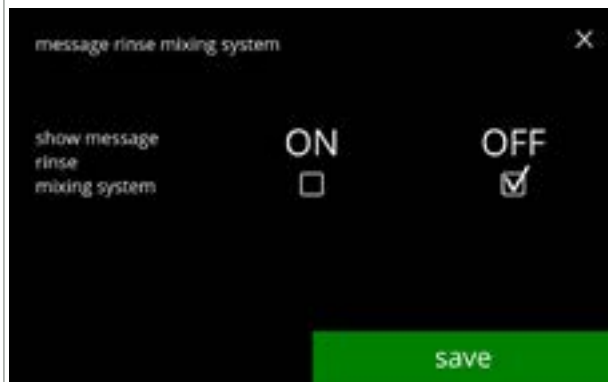 message rinse mixing system
show message
rinse
mixing system
ON
OFF
save